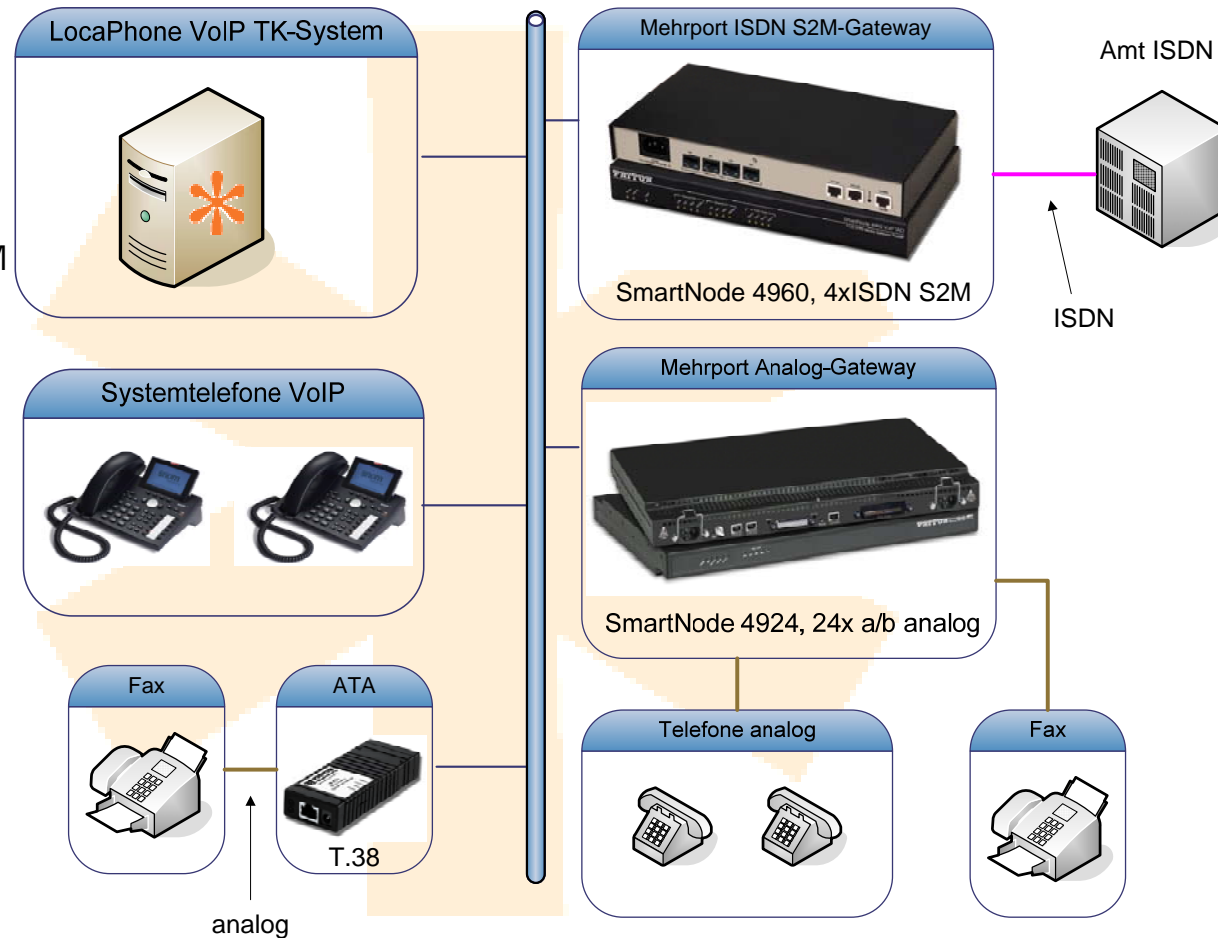 LocaPhone VoIP TK-System
Mehrport ISDN S2M-Gateway
Amt ISDN
M
SmartNode 4960, 4xISDN S2M
ISDN
Mehrport Analog-Gateway
Systemtelefone VoIP
SmartNode 4924, 24x a/b analog
Fax
ATA
Telefone analog
Fax
T.38
analog